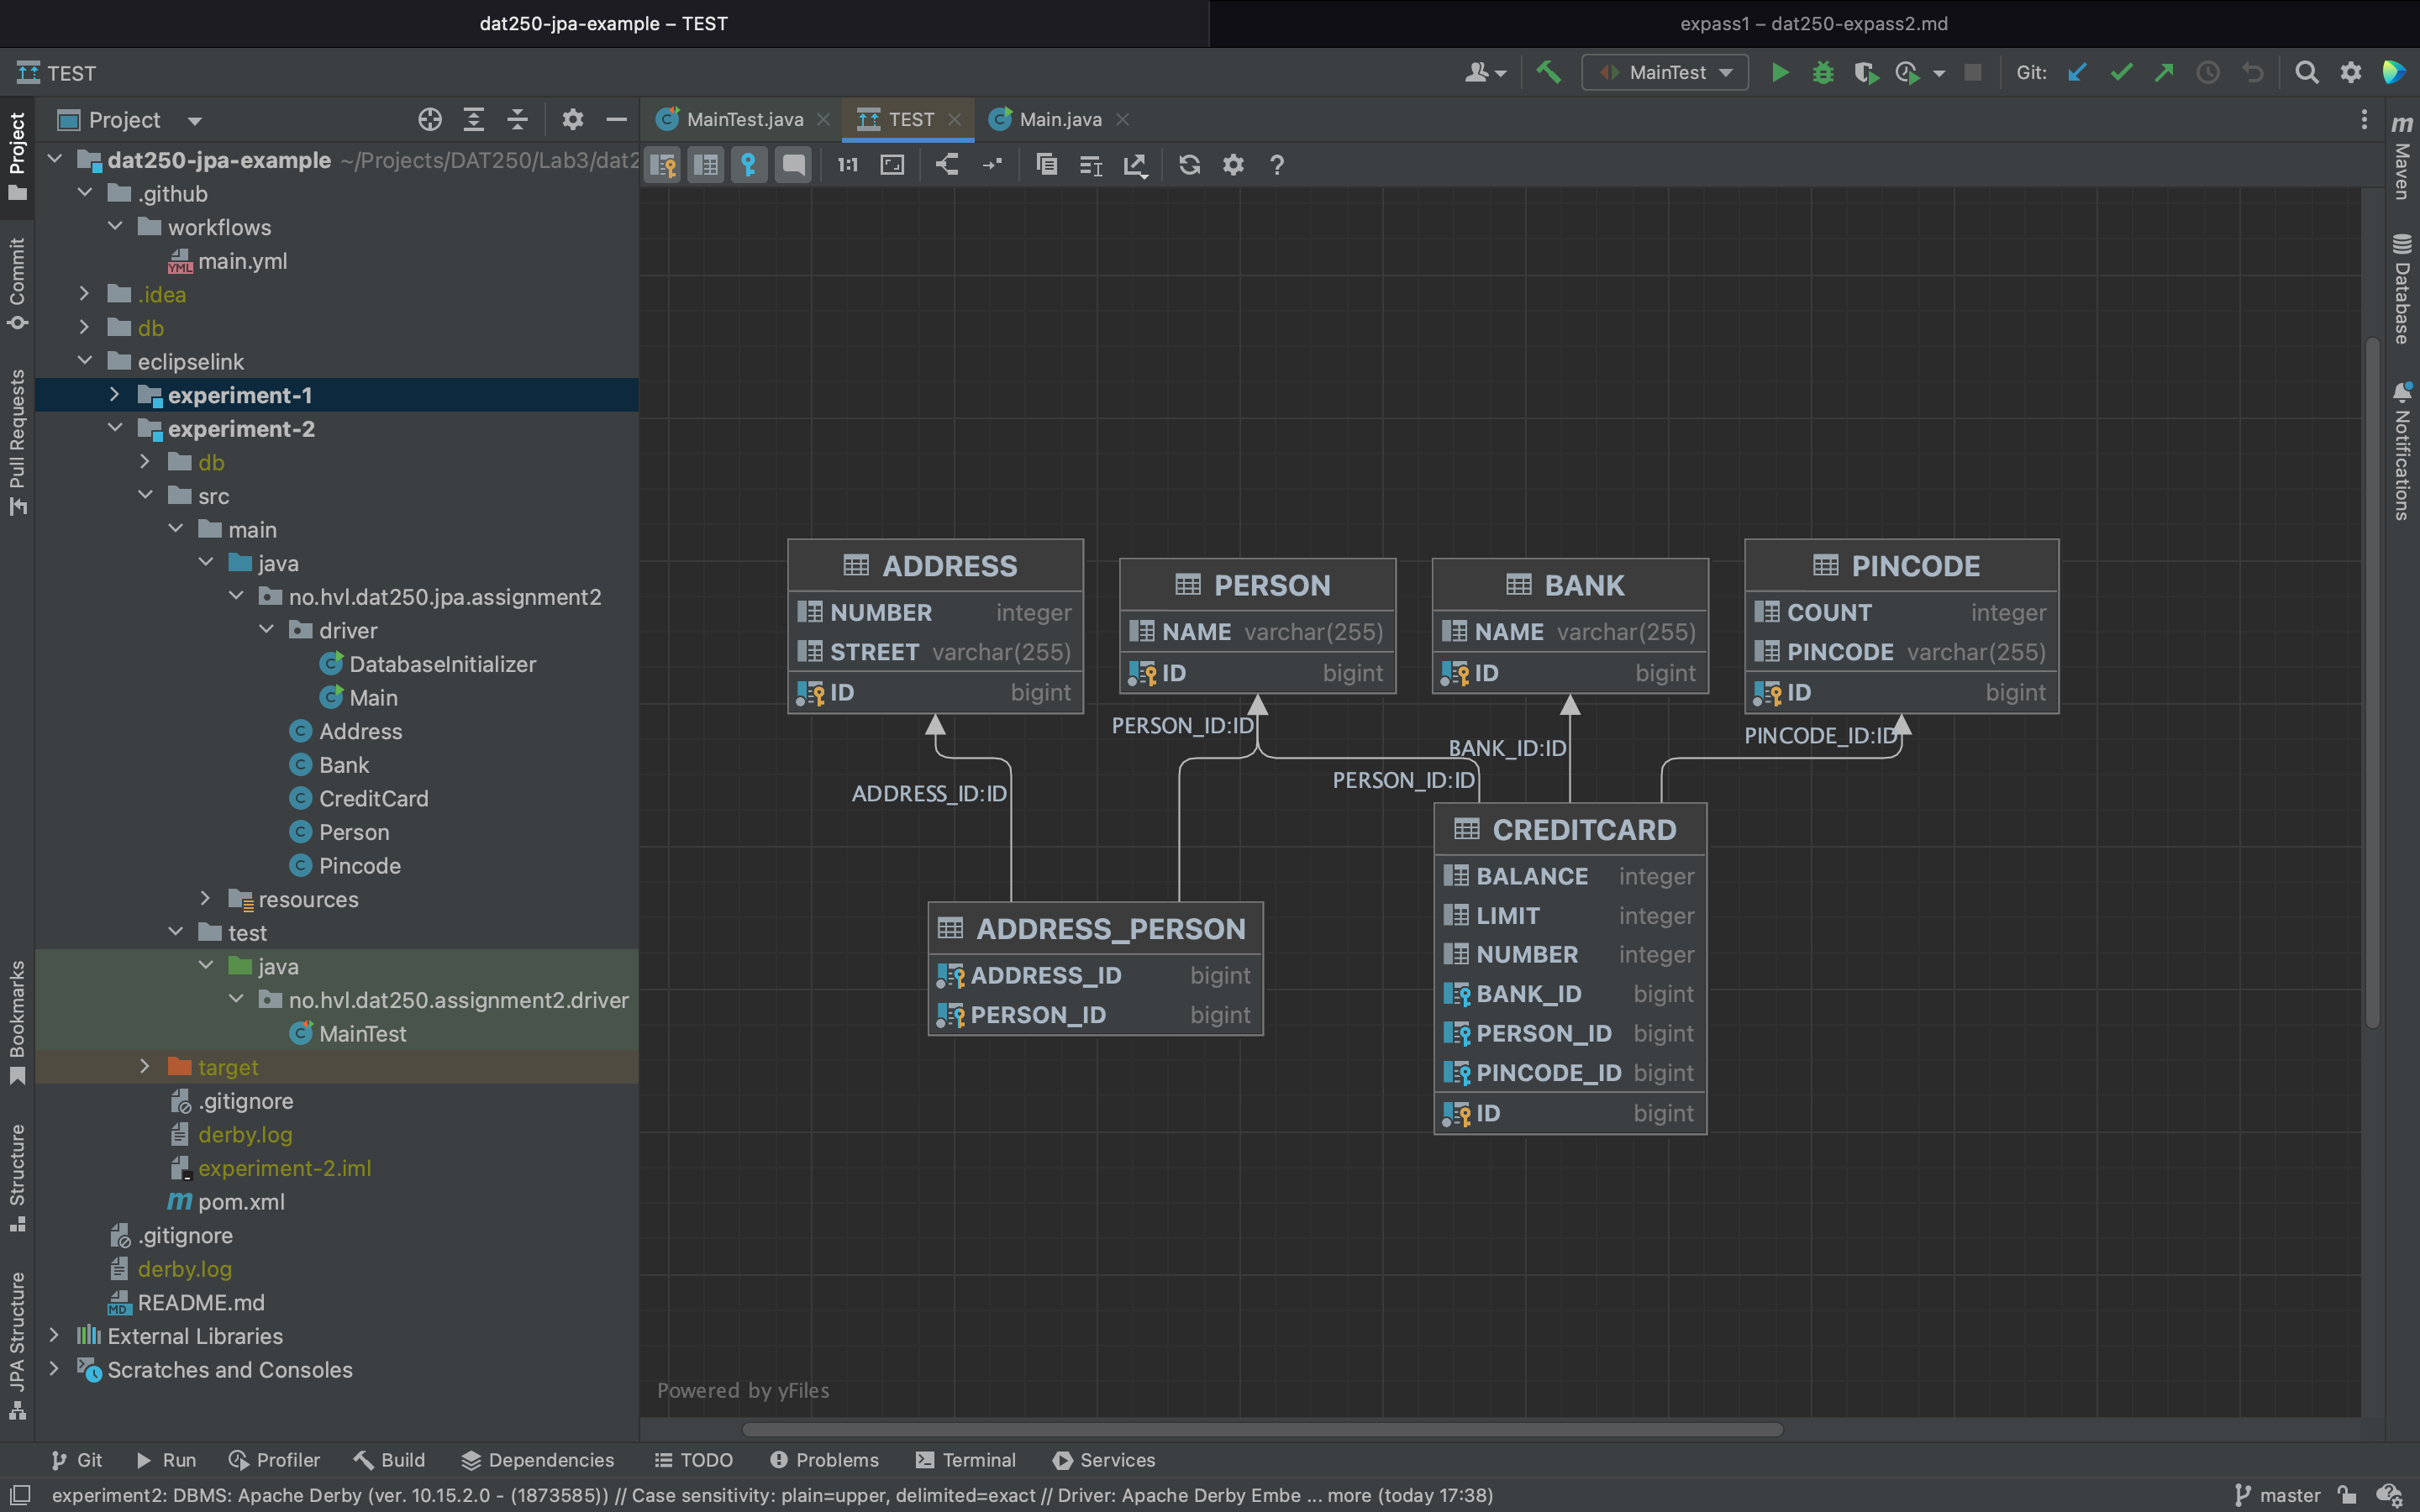 dat250-jpa-example – TEST
expass1 – dat250-expass2.md
TEST
MainTest
Git:
Project
MainTest.java
TEST
Main.java
dat250-jpa-example ~/Projects/DAT250/Lab3/dat2
.github
workflows
YML main.yml
.idea
db
eclipselink
experiment-1
experiment-2
db
src
main
java
no.hvl.dat250.jpa.assignment2
driver
C DatabaseInitializer
C Main
C Address
C Bank
C CreditCard
C Person
C Pincode
resources
test
java
no.hvl.dat250.assignment2.driver
C MainTest
target
.gitignore
derby.log
experiment-2.iml
m pom.xml
.gitignore
derby.log
MD README.md
External Libraries
Scratches and Consoles
Project
Commit
Pull Requests
Bookmarks
Structure
JPA Structure
1:1
?
ADDRESS
NUMBER integer
STREET varchar(255)
ID bigint
PERSON
NAME varchar(255)
ID bigint
BANK
NAME varchar(255)
ID bigint
PINCODE
COUNT integer
PINCODE varchar(255)
ID bigint
PERSON_ID:ID
BANK_ID:ID
PINCODE_ID:ID
ADDRESS_ID:ID
PERSON_ID:ID
ADDRESS_PERSON
ADDRESS_ID bigint
PERSON_ID bigint
CREDITCARD
BALANCE integer
LIMIT integer
NUMBER integer
BANK_ID bigint
PERSON_ID bigint
PINCODE_ID bigint
ID bigint
Powered by yFiles
m
Maven
Database
Notifications
Git
Run
Profiler
Build
Dependencies
TODO
Problems
Terminal
Services
experiment2: DBMS: Apache Derby (ver. 10.15.2.0 - (1873585)) // Case sensitivity: plain=upper, delimited=exact // Driver: Apache Derby Embe ... more (today 17:38)
master